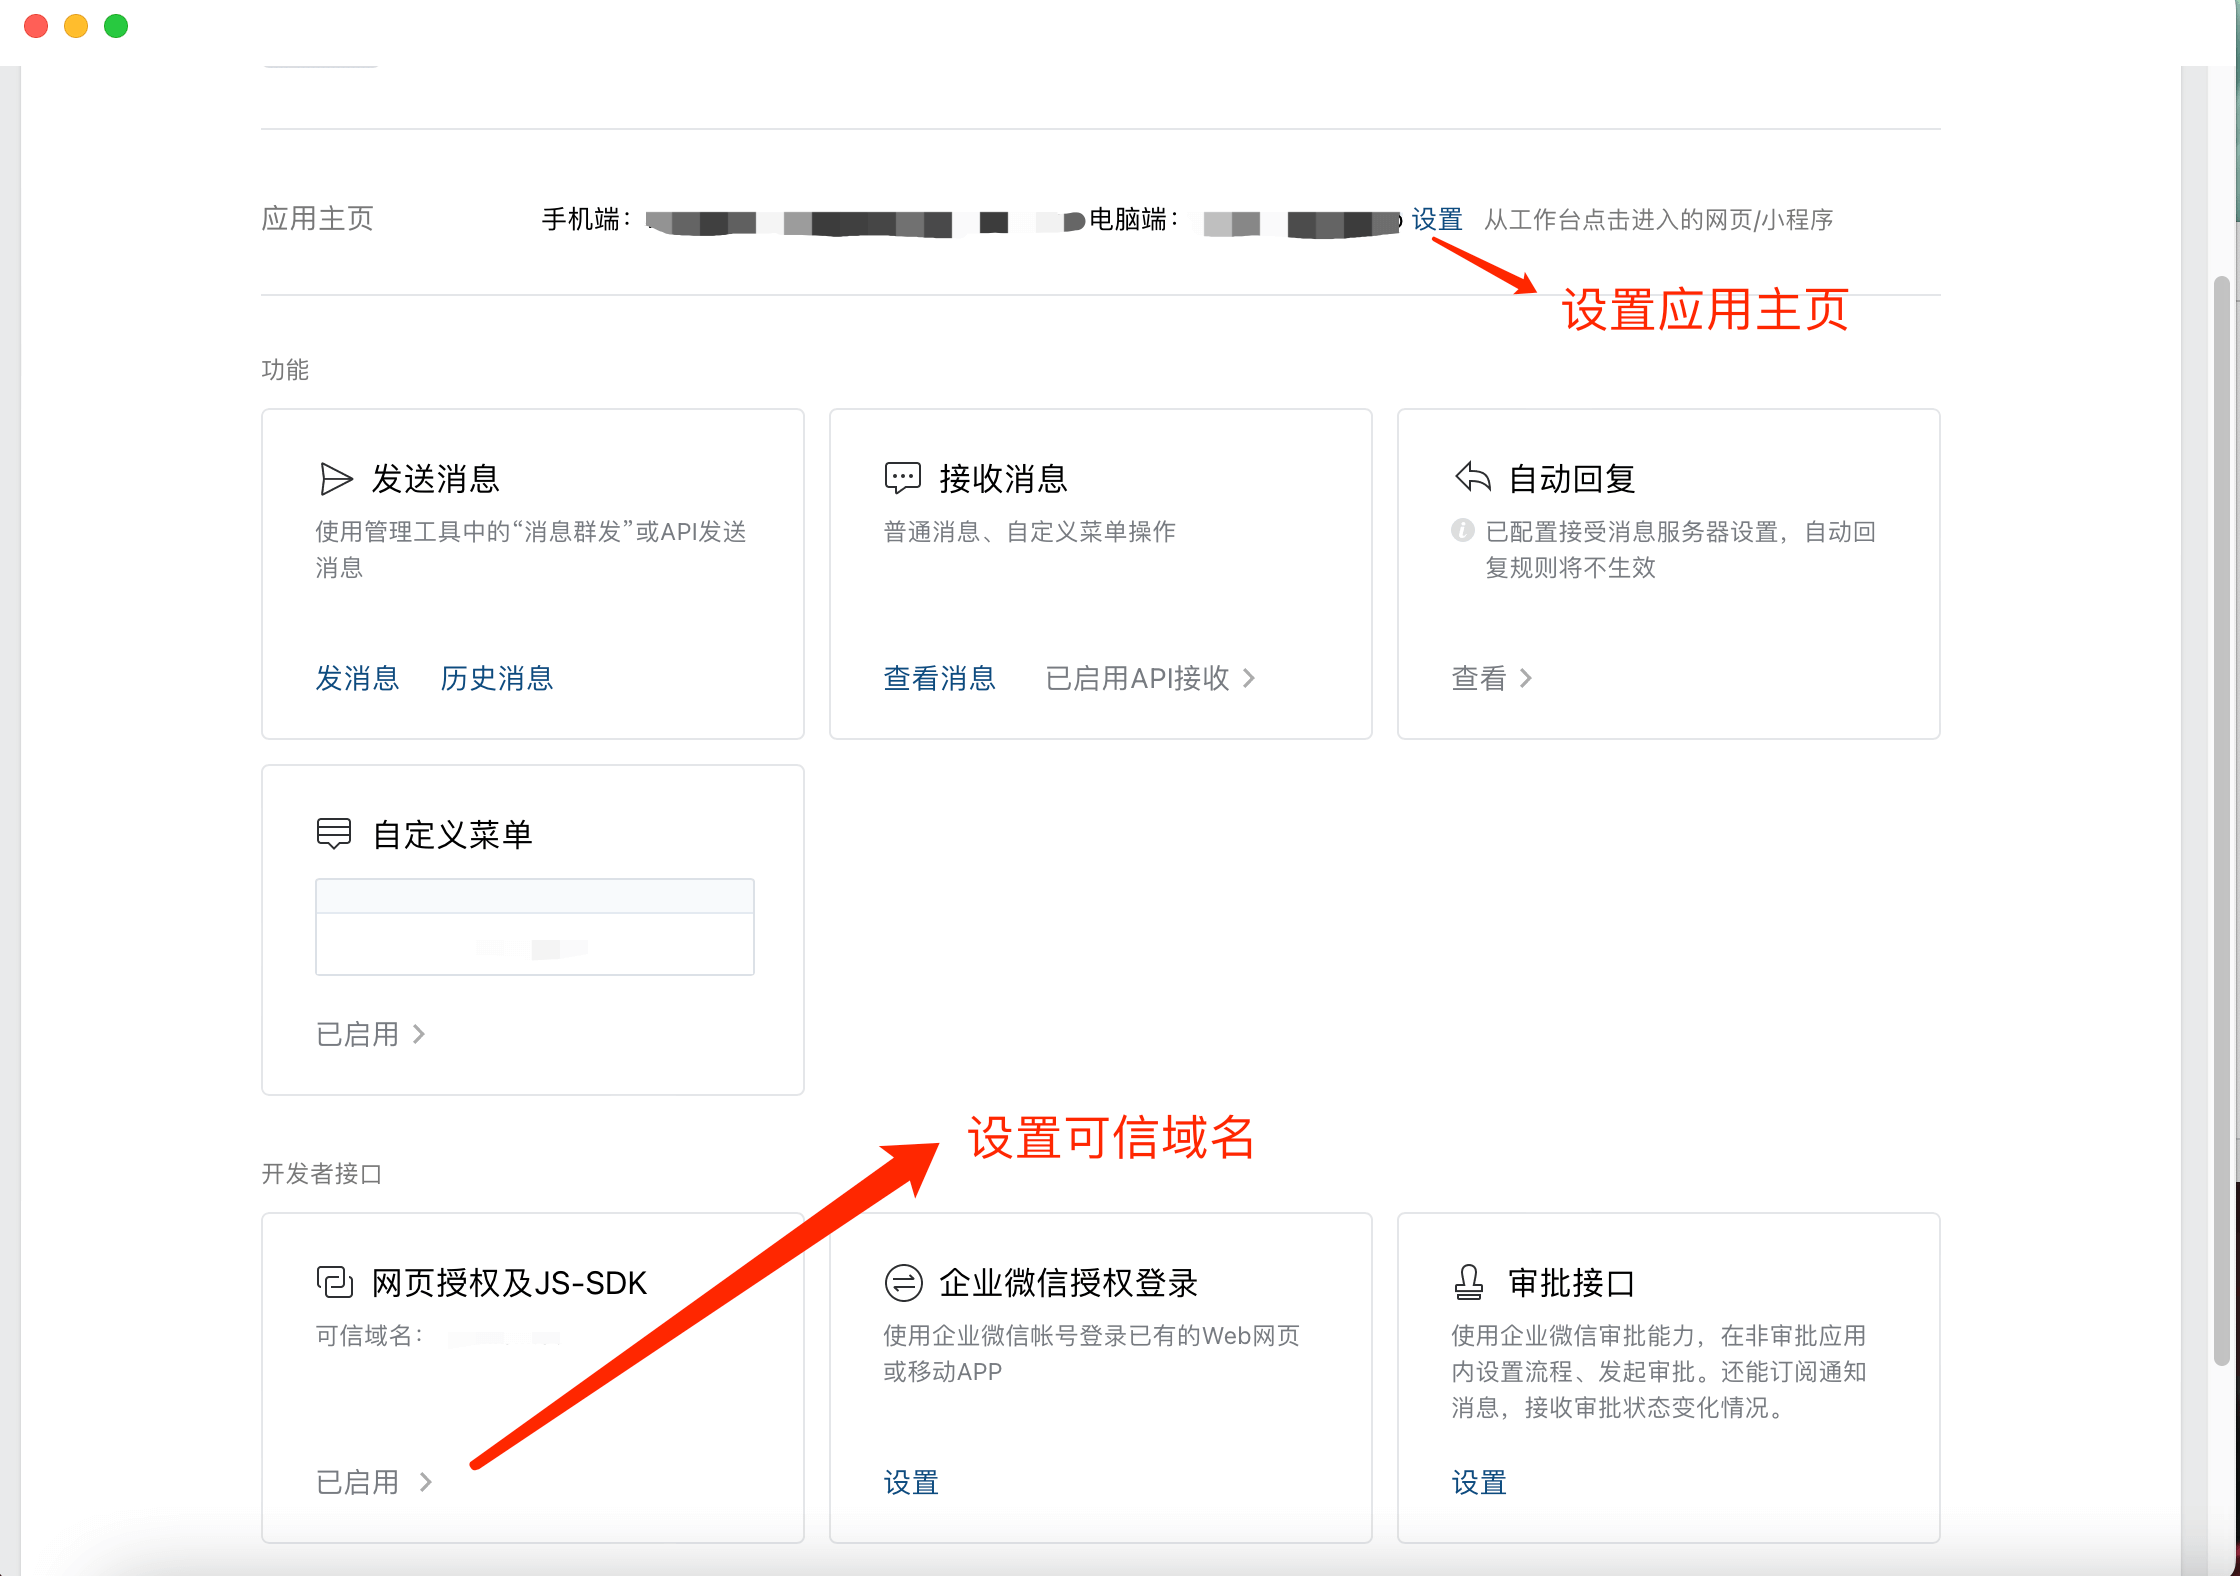 应用主页 手机端： 电脑端： 设置 从工作台点击进入的网页/小程序
设置应用主页
功能
发送消息
使用管理工具中的“消息群发”或API发送
消息
发消息 历史消息
接收消息
普通消息、自定义菜单操作
查看消息 已启用API接收
自动回复
已配置接受消息服务器设置，自动回
复规则将不生效
查看
自定义菜单
已启用
设置可信域名
开发者接口
网页授权及JS-SDK
可信域名：
已启用
企业微信授权登录
使用企业微信帐号登录已有的Web网页
或移动APP
设置
审批接口
使用企业微信审批能力，在非审批应用
内设置流程、发起审批。还能订阅通知
消息，接收审批状态变化情况。
设置